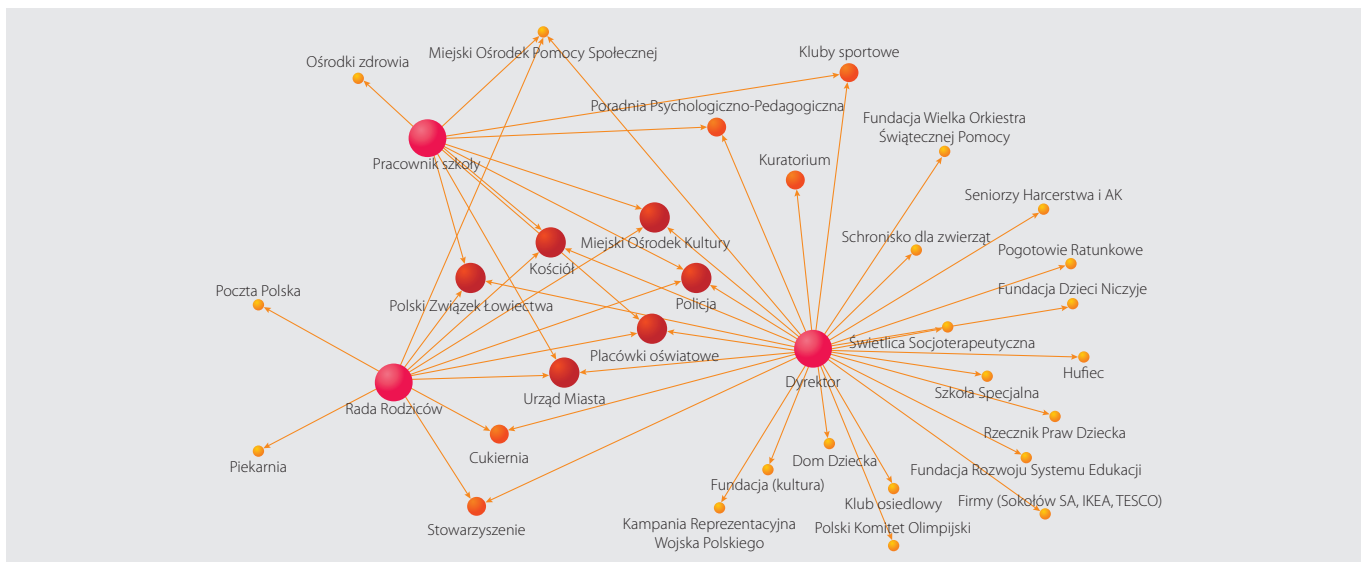 Miejski Ośrodek Pomocy Społecznej
Kluby sportowe
Ośrodki zdrowia
Poradnia Psychologiczno-Pedagogiczna
Fundacja Wielka Orkiestra
Świątecznej Pomocy
Pracownik szkoły
Kuratorium
Seniorzy Harcerstwa i AK
Schronisko dla zwierząt
Miejski Ośrodek Kultury
Pogotowie Ratunkowe
Kościół
Poczta Polska
Polski Związek Łowiectwa
Policja
Fundacja Dzieci Niczyje
Świetlica Socjoterapeutyczna
Placówki oświatowe
Hufiec
Dyrektor
Szkoła Specjalna
Urząd Miasta
Rada Rodziców
Rzecznik Praw Dziecka
Cukiernia
Dom Dziecka
Piekarnia
Fundacja Rozwoju Systemu Edukacji
Fundacja (kultura)
Klub osiedlowy
Firmy (Sokołów SA, IKEA, TESCO)
Stowarzyszenie
Kampania Reprezentacyjna
Wojska Polskiego
Polski Komitet Olimpijski